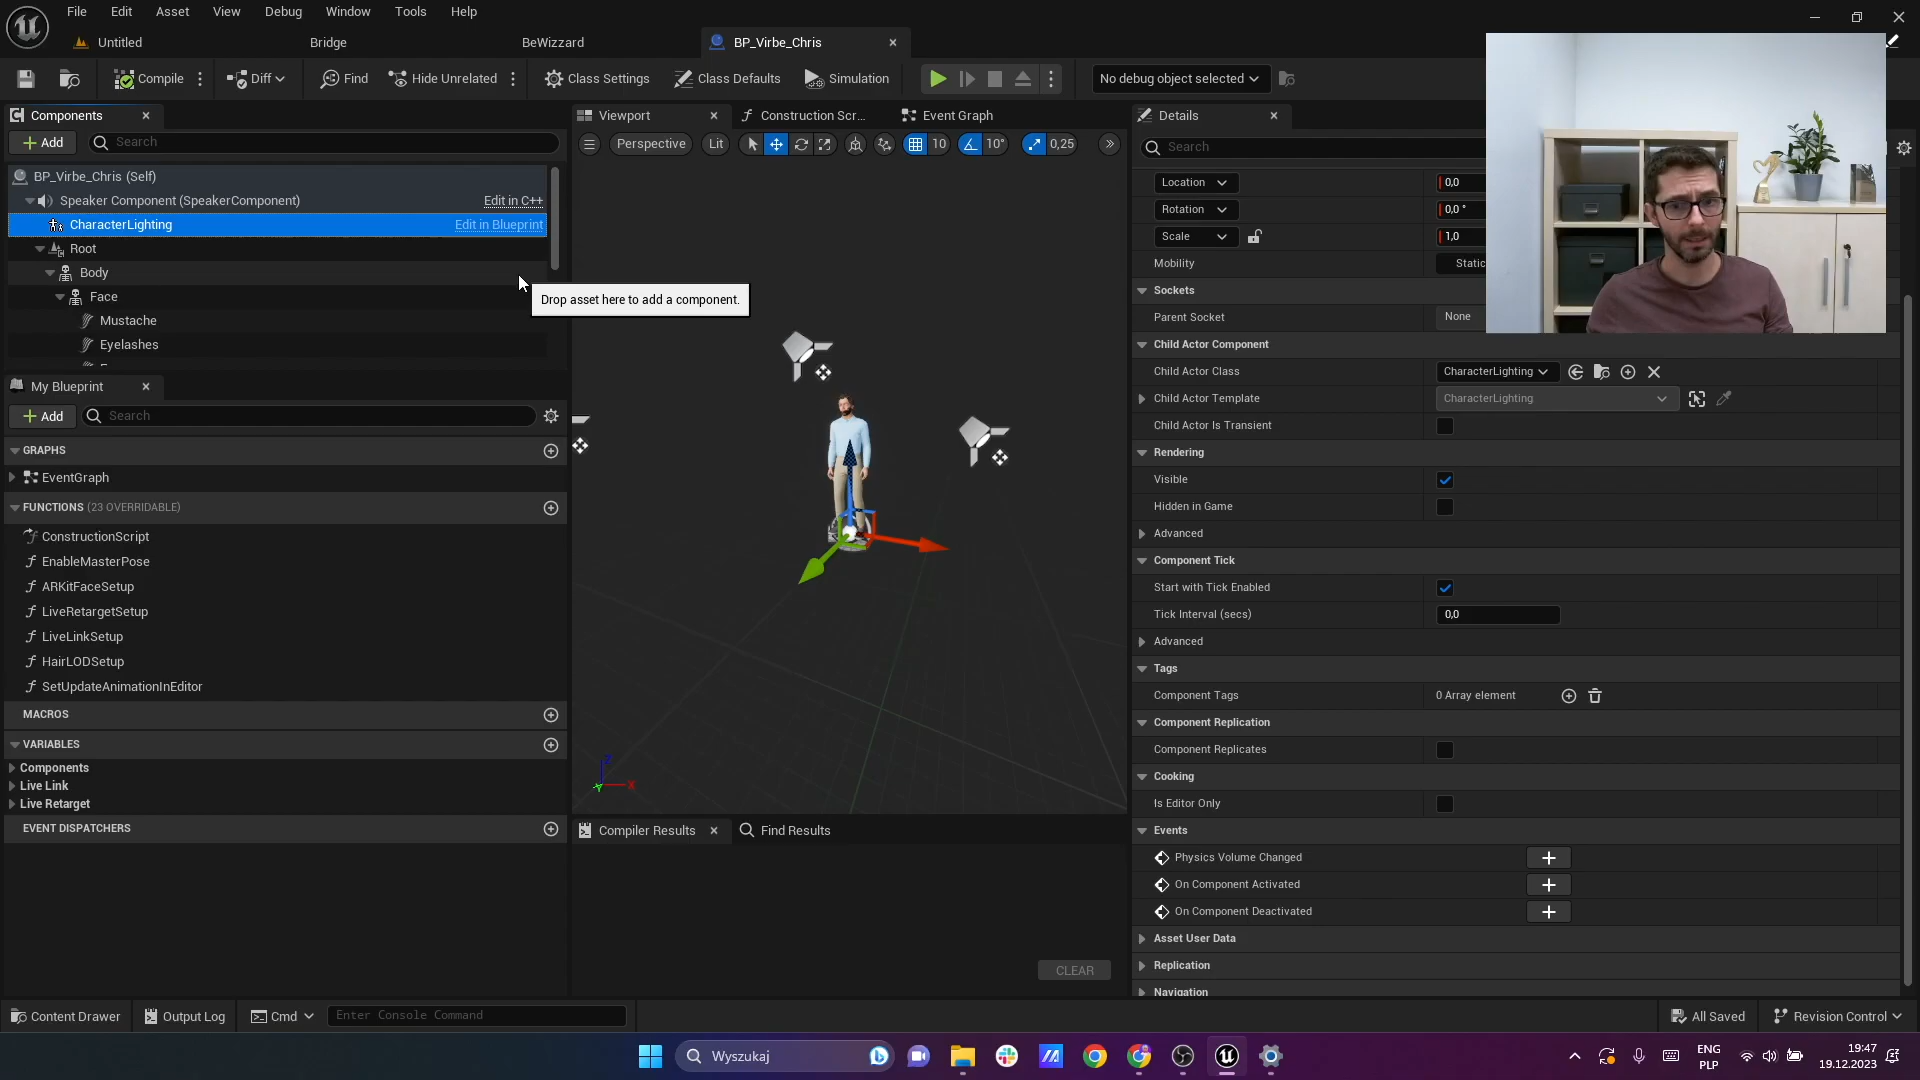 File Edit Asset View Debug Window Tools Help
Untitled Bridge BeWizzard BP_Virbe_Chris
Compile Diff Find Hide Unrelated Class Settings Class Defaults Simulation No debug object selected
Components
Add Search
BP_Virbe_Chris (Self)
Speaker Component (SpeakerComponent) Edit in C++
CharacterLighting Edit in Blueprint
Root
Body
Face
Mustache
Eyelashes
Drop asset here to add a component.
My Blueprint
Add Search
GRAPHS
EventGraph
FUNCTIONS (23 OVERRIDABLE)
ConstructionScript
EnableMasterPose
ARKitFaceSetup
LiveRetargetSetup
LiveLinkSetup
HairLODSetup
SetUpdateAnimationInEditor
MACROS
VARIABLES
Components
Live Link
Live Retarget
EVENT DISPATCHERS
Viewport Construction Scr... Event Graph
Perspective Lit 10 10° 0,25
Z
X
Y
Compiler Results Find Results
CLEAR
Details
Search
Location 0,0
Rotation 0,0 °
Scale 1,0
Mobility Static
Sockets
Parent Socket None
Child Actor Component
Child Actor Class CharacterLighting
Child Actor Template CharacterLighting
Child Actor Is Transient
Rendering
Visible
Hidden in Game
Advanced
Component Tick
Start with Tick Enabled
Tick Interval (secs) 0,0
Advanced
Tags
Component Tags 0 Array element
Component Replication
Component Replicates
Cooking
Is Editor Only
Events
Physics Volume Changed
On Component Activated
On Component Deactivated
Asset User Data
Replication
Navigation
Content Drawer Output Log Cmd Enter Console Command All Saved Revision Control
Wyszukaj ENG PLP 19:47 19.12.2023